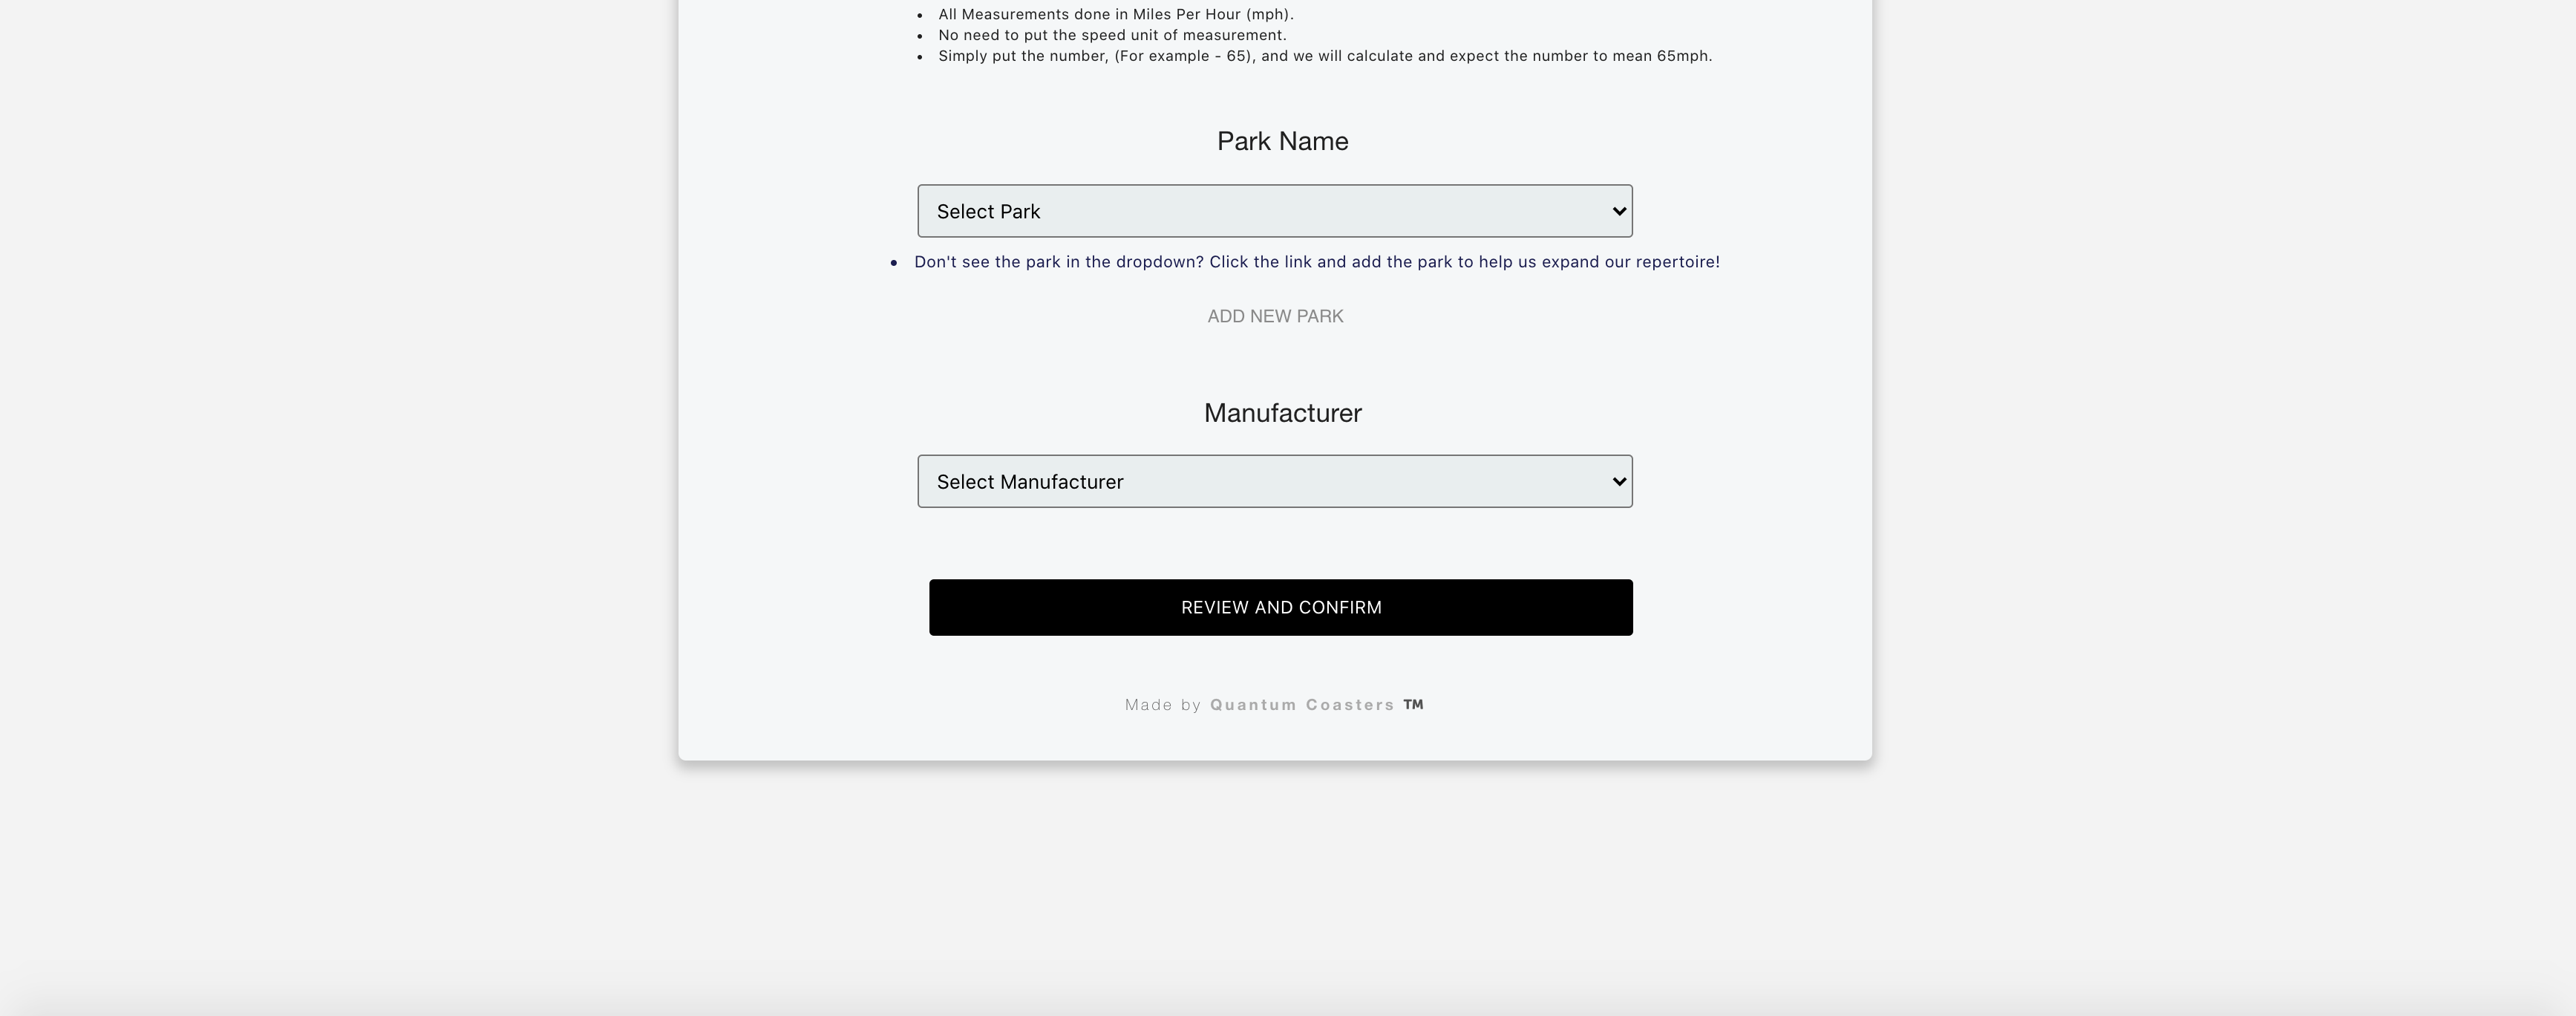 • All Measurements done in Miles Per Hour (mph).
• No need to put the speed unit of measurement.
• Simply put the number, (For example - 65), and we will calculate and expect the number to mean 65mph.
Park Name
Select Park
• Don't see the park in the dropdown? Click the link and add the park to help us expand our repertoire!
ADD NEW PARK
Manufacturer
Select Manufacturer
REVIEW AND CONFIRM
Made by Quantum Coasters ™